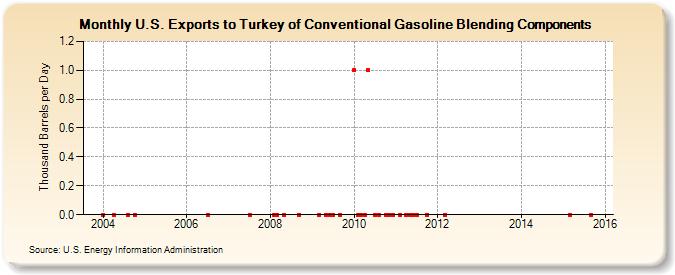 Monthly U.S. Exports to Turkey of Conventional Gasoline Blending Components
Thousand Barrels per Day
1.2
1.0
0.8
0.6
0.4
0.2
0.0
2004 2006 2008 2010 2012 2014 2016
Source: U.S. Energy Information Administration